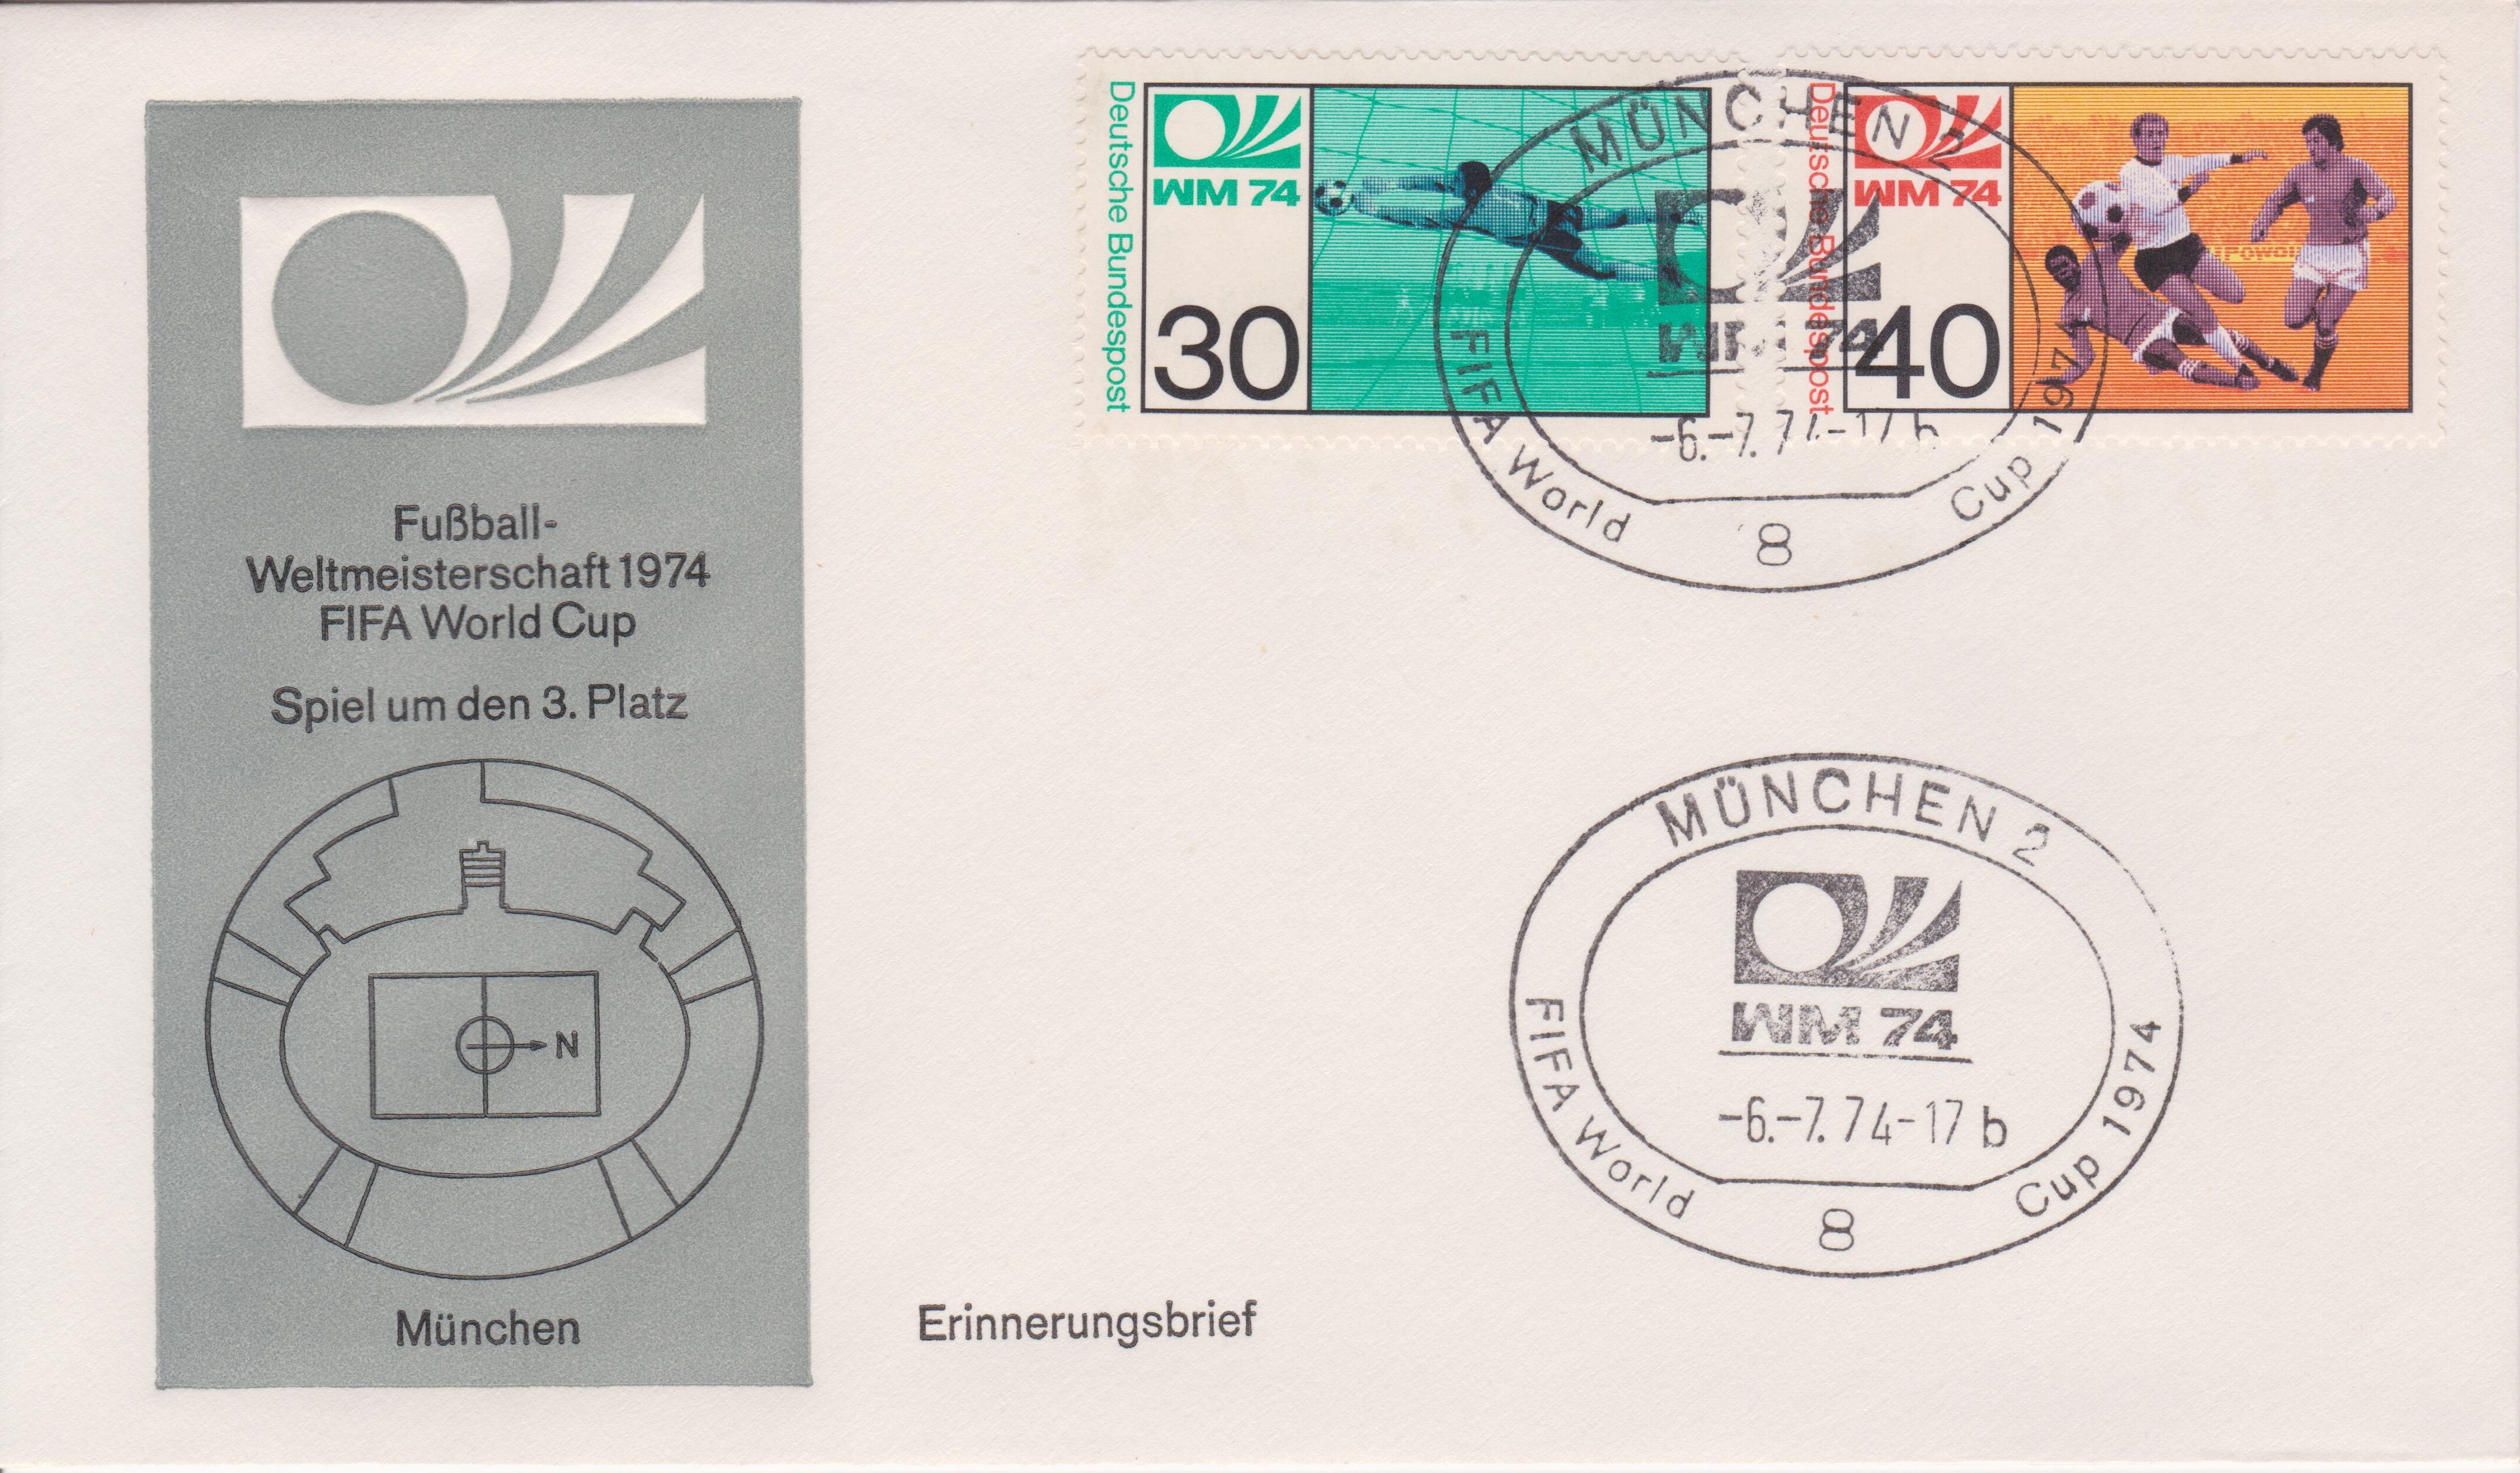 Fußball-
Weltmeisterschaft 1974
FIFA World Cup
Spiel um den 3. Platz
N
München
Erinnerungsbrief
Deutsche Bundespost
WM 74
30
Deutsche Bundespost
WM 74
40
MÜNCHEN 2
WM 74
-6.-7.74-17 b
FIFA World Cup 1974
8
MÜNCHEN 2
WM 74
-6.-7.74-17 b
FIFA World Cup 1974
8